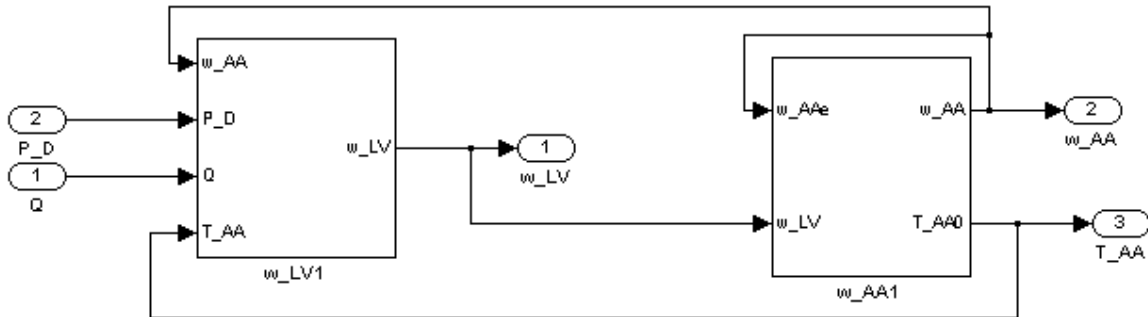 2
P_D
1
Q
w_AA
P_D
Q
T_AA
w_LV
w_LV1
1
w_LV
w_AAe
w_LV
w_AA
T_AA0
w_AA1
2
w_AA
3
T_AA